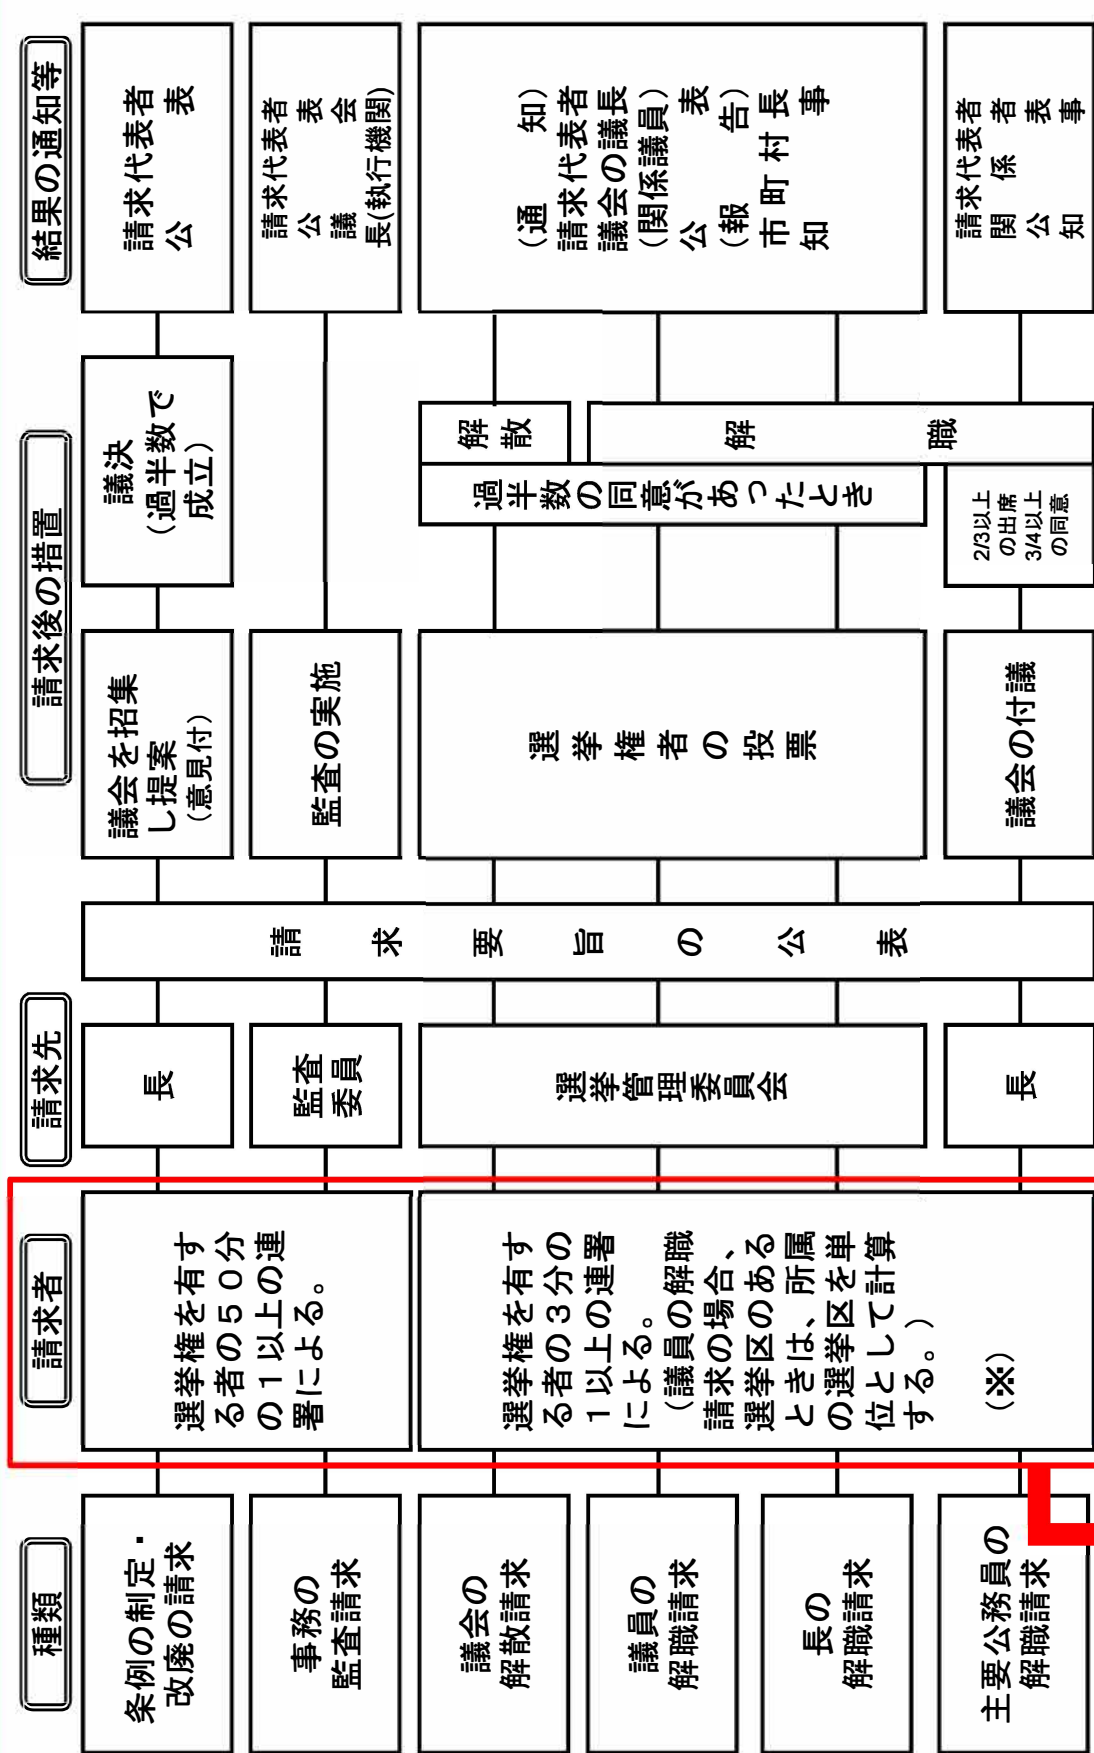 種類
請求者
請求先
請求後の措置
結果の通知等
条例の制定・
改廃の請求
事務の
監査請求
議会の
解散請求
議員の
解職請求
長の
解職請求
主要公務員の
解職請求
選挙権を有す
る者の50分
の1以上の連
署による。
選挙権を有す
る者の3分の
1以上の連署
による。
（議員の解職
請求の場合、
選挙区のある
ときは、所属
の選挙区を単
位として計算
する。）
（※）
長
監査
委員
選挙管理委員会
長
請求要旨の公表
議会を招集
し提案
（意見付）
監査の実施
選挙権者の投票
議会の付議
議決
（過半数で
成立）
過半数の同意があったとき
2/3以上
の出席
3/4以上
の同意
解散
解職
請求代表者
公表
請求代表者
公表
議会
長(執行機関)
（通知）
請求代表者
議会の議長
（関係議員）
公表
（報告）
市町村長
知事
請求代表者
関係者
公表
知事